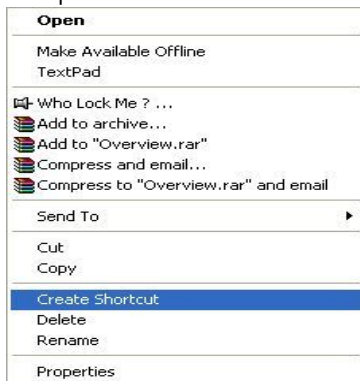 Open
Make Available Offline
TextPad
Who Lock Me ? ...
Add to archive...
Add to "Overview.rar"
Compress and email...
Compress to "Overview.rar" and email
Send To
Cut
Copy
Create Shortcut
Delete
Rename
Properties